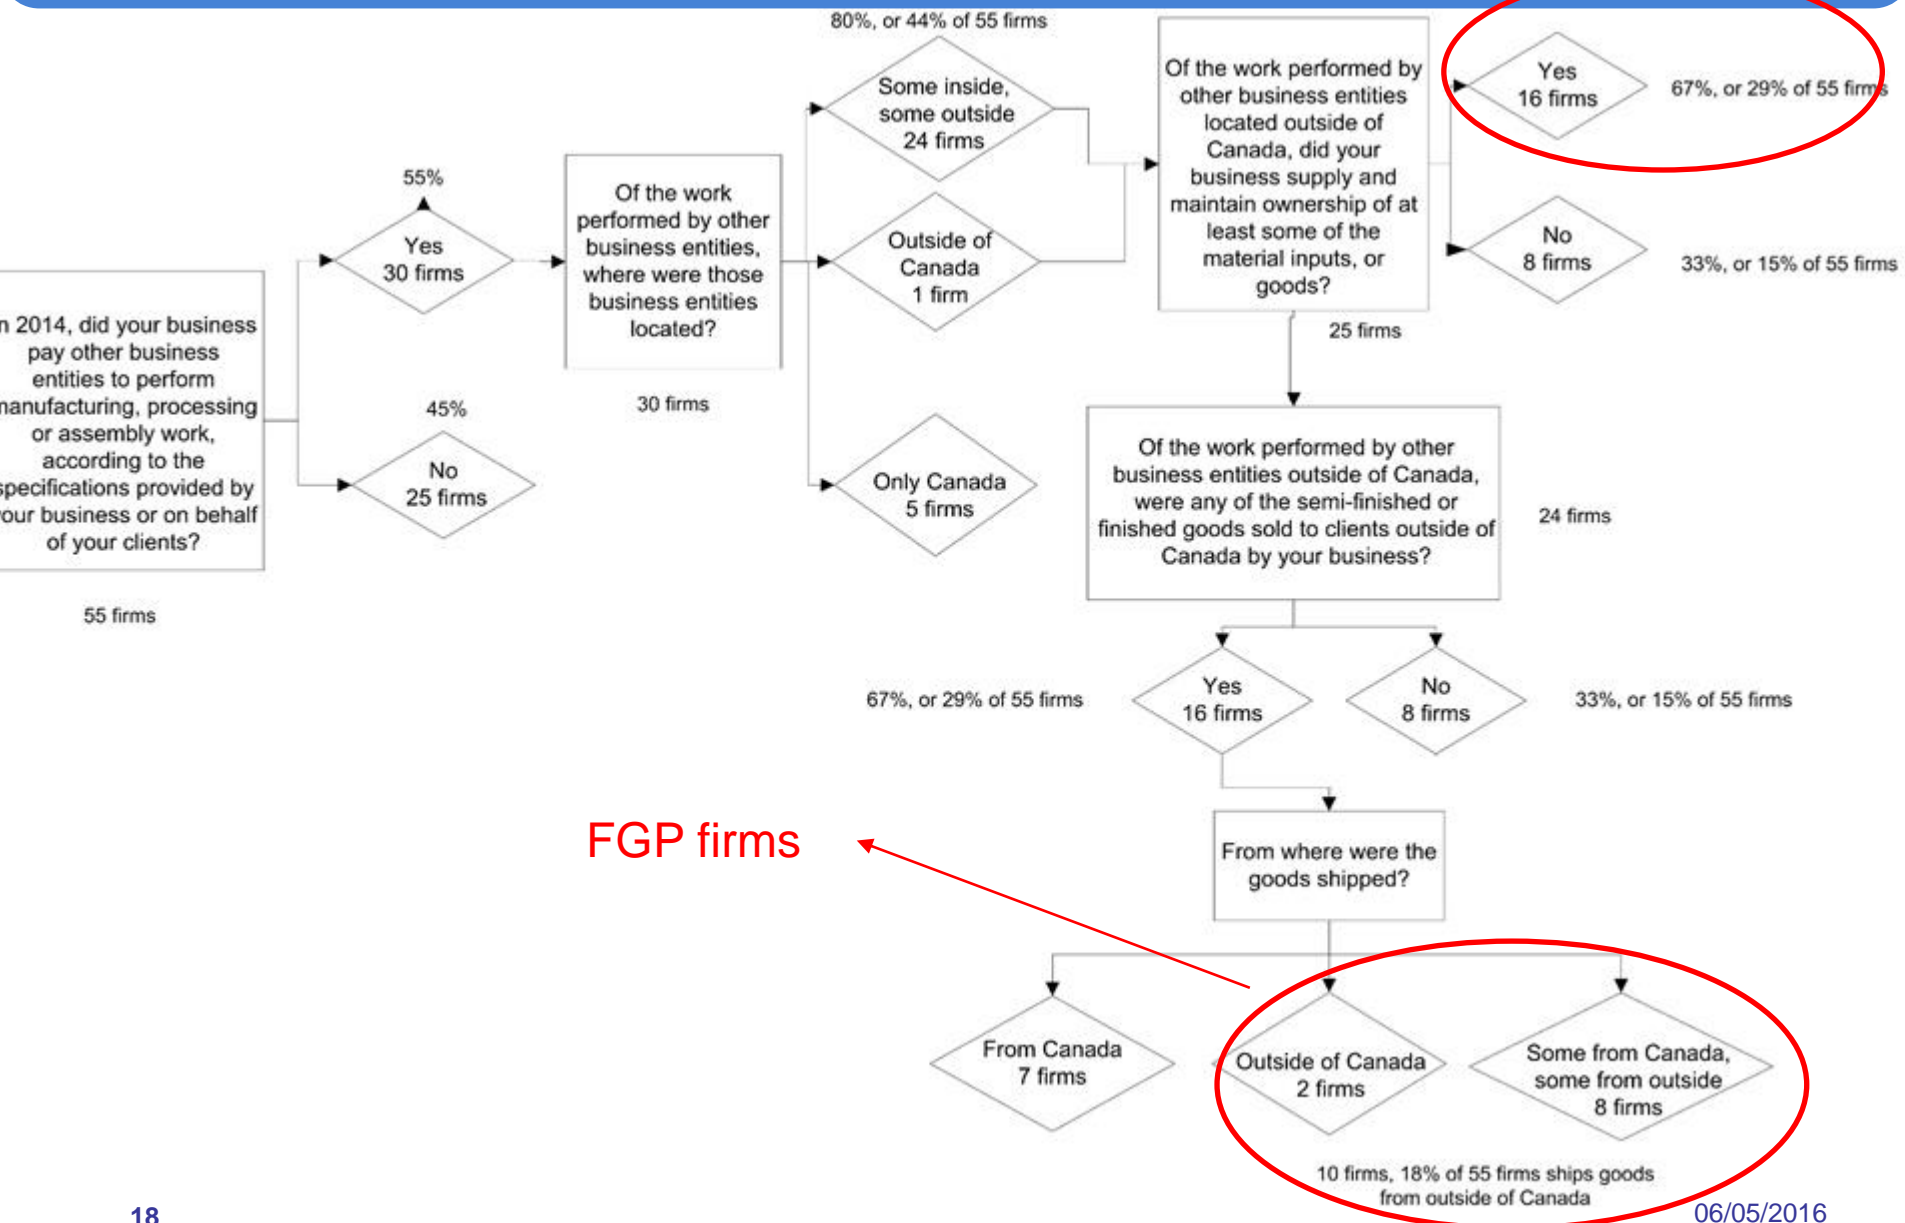 80%, or 44% of 55 firms
Some inside,
some outside
24 firms
Of the work performed by
other business entities
located outside of
Canada, did your
business supply and
maintain ownership of at
least some of the
material inputs, or
goods?
25 firms
Yes
16 firms
67%, or 29% of 55 firms
No
8 firms
33%, or 15% of 55 firms
55%
Yes
30 firms
Of the work
performed by other
business entities,
where were those
business entities
located?
30 firms
Outside of
Canada
1 firm
n 2014, did your business
pay other business
entities to perform
manufacturing, processing
or assembly work,
according to the
specifications provided by
your business or on behalf
of your clients?
55 firms
45%
No
25 firms
Only Canada
5 firms
Of the work performed by other
business entities outside of Canada,
were any of the semi-finished or
finished goods sold to clients outside of
Canada by your business?
24 firms
67%, or 29% of 55 firms
Yes
16 firms
No
8 firms
33%, or 15% of 55 firms
FGP firms
From where were the
goods shipped?
From Canada
7 firms
Outside of Canada
2 firms
Some from Canada,
some from outside
8 firms
10 firms, 18% of 55 firms ships goods
from outside of Canada
18
06/05/2016